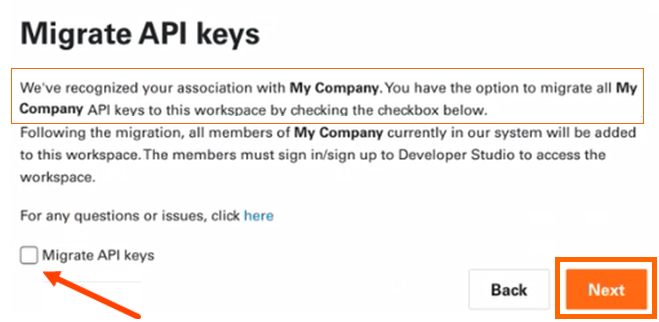 Migrate API keys
We've recognized your association with My Company. You have the option to migrate all My
Company API keys to this workspace by checking the checkbox below.
Following the migration, all members of My Company currently in our system will be added
to this workspace. The members must sign in/sign up to Developer Studio to access the
workspace.
For any questions or issues, click here
Migrate API keys
Back
Next